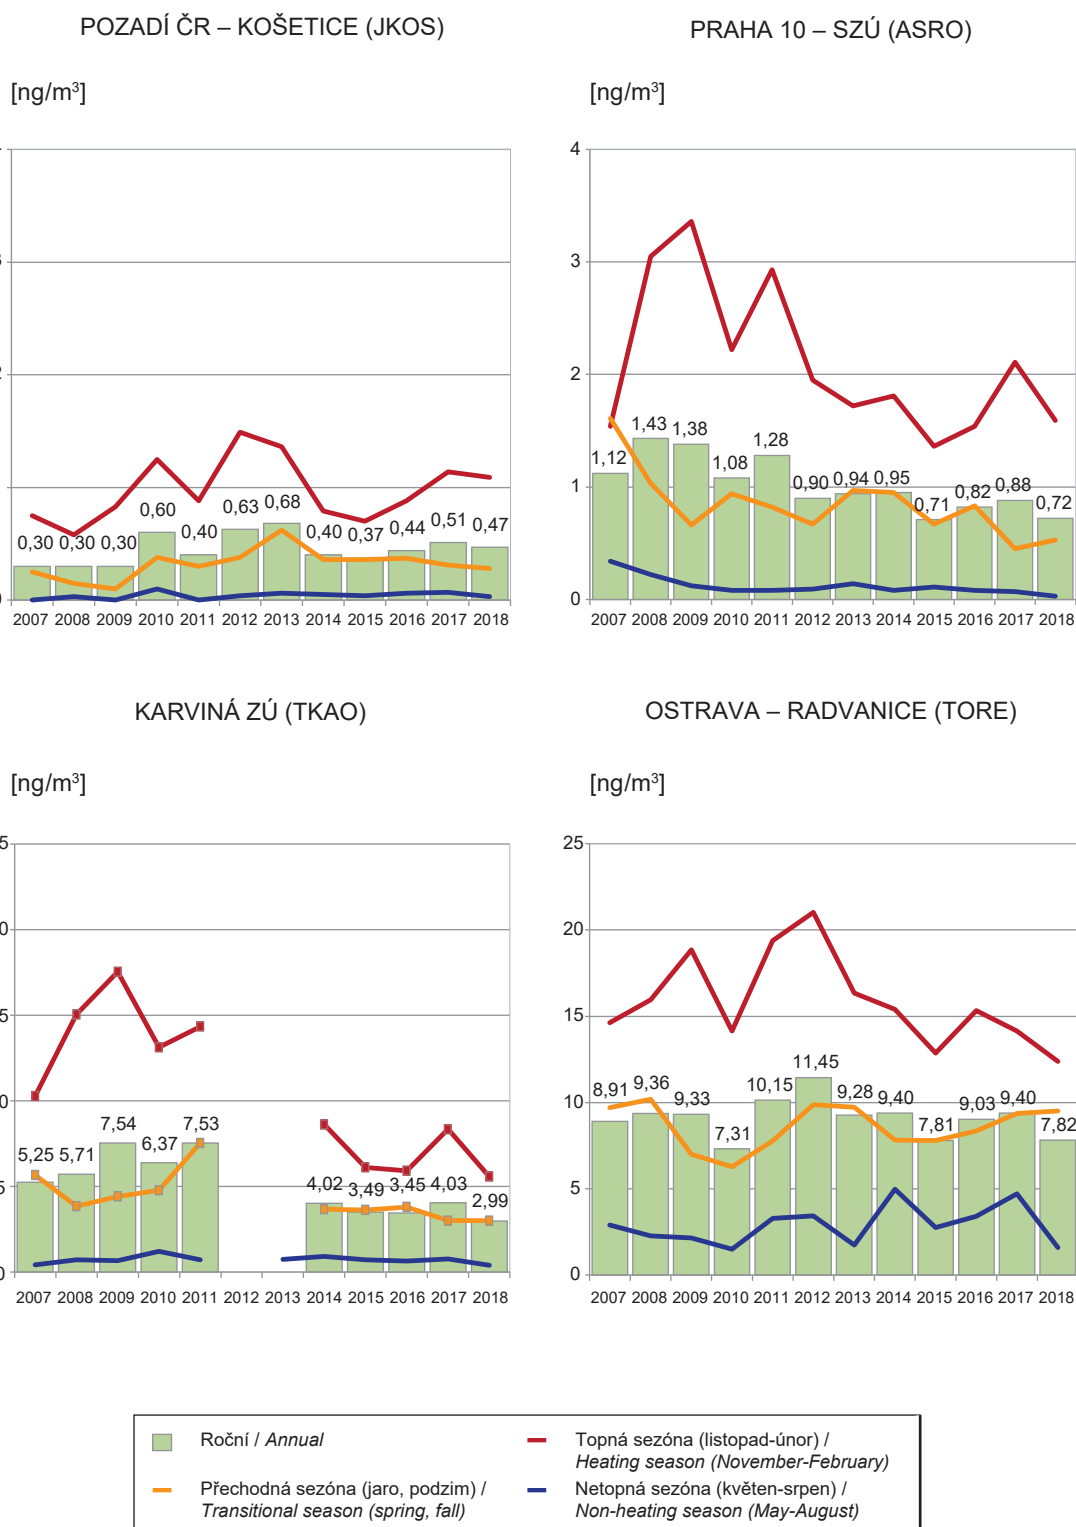 POZADÍ ČR – KOŠETICE (JKOS)
[ng/m³]
0,30 0,30 0,30 0,60 0,40 0,63 0,68 0,40 0,37 0,44 0,51 0,47
2007 2008 2009 2010 2011 2012 2013 2014 2015 2016 2017 2018
PRAHA 10 – SZÚ (ASRO)
[ng/m³]
4
3
2
1
0
1,12 1,43 1,38 1,08 1,28 0,90 0,94 0,95 0,71 0,82 0,88 0,72
2007 2008 2009 2010 2011 2012 2013 2014 2015 2016 2017 2018
KARVINÁ ZÚ (TKAO)
[ng/m³]
5,25 5,71 7,54 6,37 7,53 4,02 3,49 3,45 4,03 2,99
2007 2008 2009 2010 2011 2012 2013 2014 2015 2016 2017 2018
OSTRAVA – RADVANICE (TORE)
[ng/m³]
25
20
15
10
5
0
8,91 9,36 9,33 7,31 10,15 11,45 9,28 9,40 7,81 9,03 9,40 7,82
2007 2008 2009 2010 2011 2012 2013 2014 2015 2016 2017 2018
Roční / Annual
Přechodná sezóna (jaro, podzim) /
Transitional season (spring, fall)
Topná sezóna (listopad-únor) /
Heating season (November-February)
Netopná sezóna (květen-srpen) /
Non-heating season (May-August)